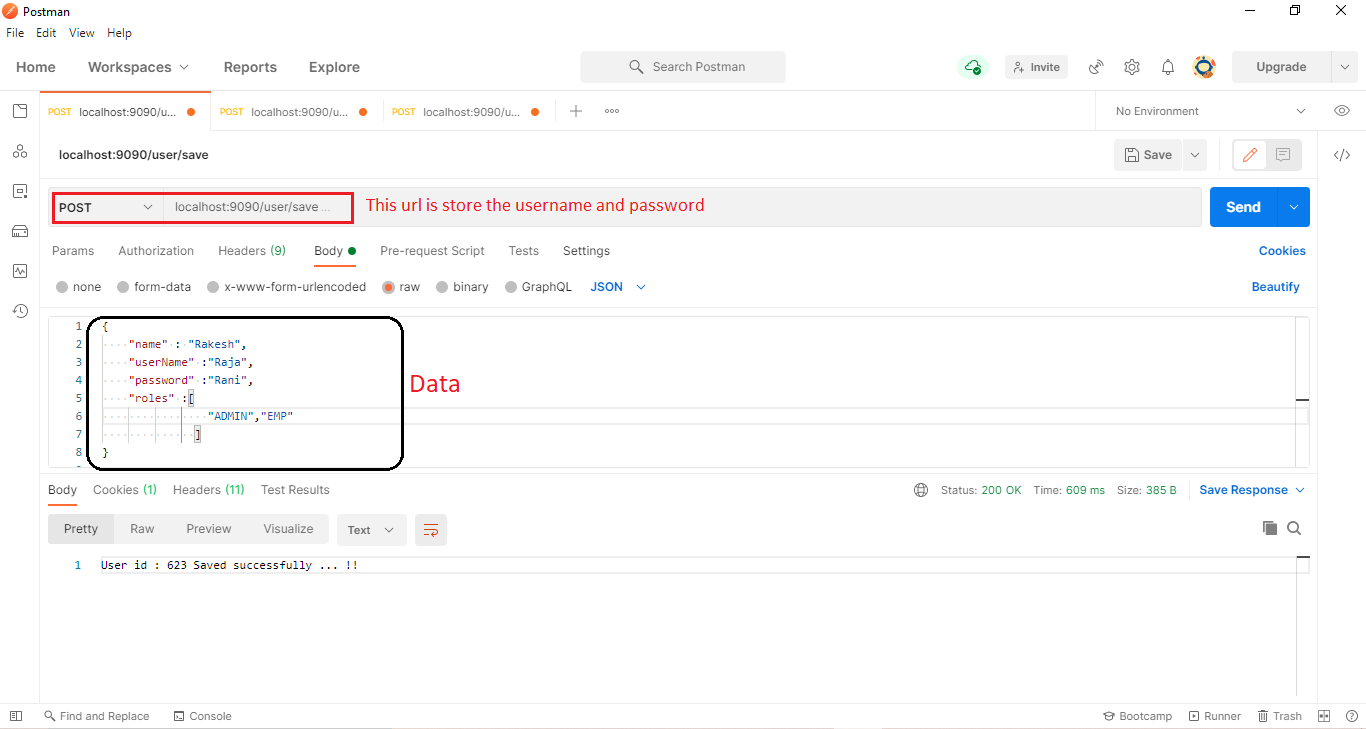 Postman
File Edit View Help
Home Workspaces Reports Explore Search Postman Invite Upgrade
POST localhost:9090/u... POST localhost:9090/u... POST localhost:9090/u... No Environment
localhost:9090/user/save Save
POST localhost:9090/user/save ... This url is store the username and password Send
Params Authorization Headers (9) Body Pre-request Script Tests Settings Cookies
none form-data x-www-form-urlencoded raw binary GraphQL JSON Beautify
1 {
2 "name" : "Rakesh",
3 "userName" :"Raja",
4 "password" :"Rani",
Data
5 "roles" :[
6 "ADMIN","EMP"
7 ]
8 }
Body Cookies (1) Headers (11) Test Results Status: 200 OK Time: 609 ms Size: 385 B Save Response
Pretty Raw Preview Visualize Text
1 User id : 623 Saved successfully ... !!
Find and Replace Console Bootcamp Runner Trash